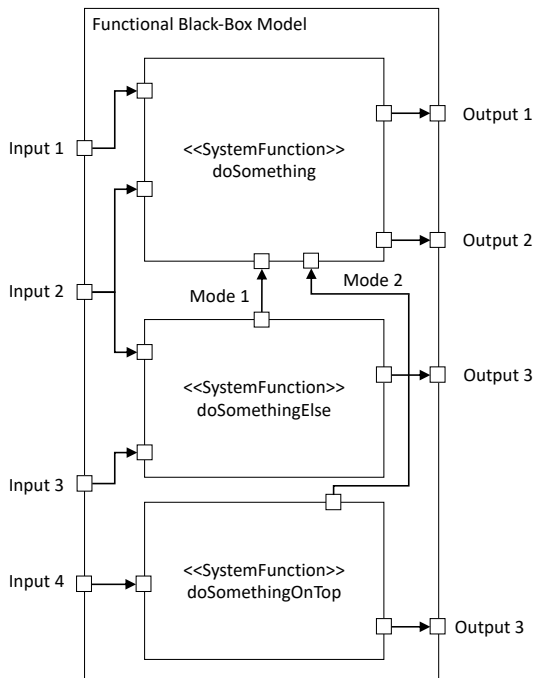 Functional Black-Box Model
<<SystemFunction>>
doSomething
Input 1
Output 1
Output 2
Input 2
Mode 1
Mode 2
<<SystemFunction>>
doSomethingElse
Output 3
Input 3
<<SystemFunction>>
doSomethingOnTop
Input 4
Output 3